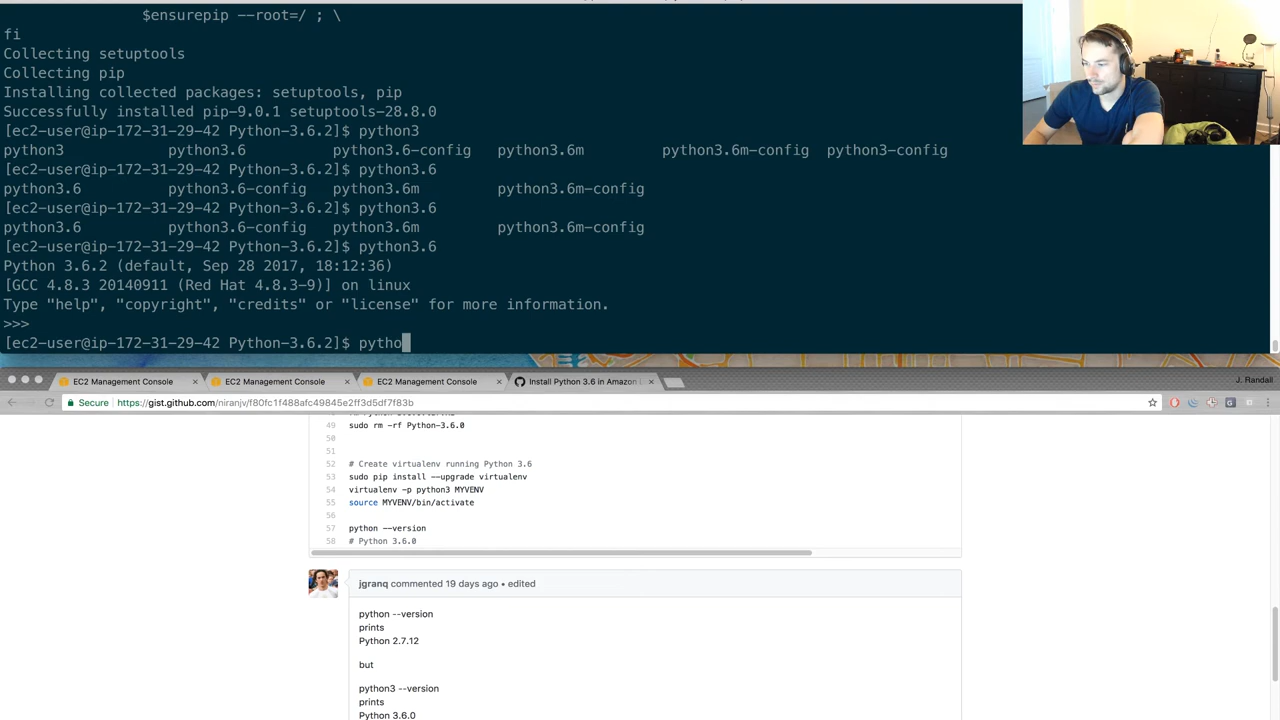 $ensurepip --root=/ ; \
fi
Collecting setuptools
Collecting pip
Installing collected packages: setuptools, pip
Successfully installed pip-9.0.1 setuptools-28.8.0
[ec2-user@ip-172-31-29-42 Python-3.6.2]$ python3
python3 python3.6 python3.6-config python3.6m python3.6m-config python3-config
[ec2-user@ip-172-31-29-42 Python-3.6.2]$ python3.6
python3.6 python3.6-config python3.6m python3.6m-config
[ec2-user@ip-172-31-29-42 Python-3.6.2]$ python3.6
python3.6 python3.6-config python3.6m python3.6m-config
[ec2-user@ip-172-31-29-42 Python-3.6.2]$ python3.6
Python 3.6.2 (default, Sep 28 2017, 18:12:36)
[GCC 4.8.3 20140911 (Red Hat 4.8.3-9)] on linux
Type "help", "copyright", "credits" or "license" for more information.
>>>
[ec2-user@ip-172-31-29-42 Python-3.6.2]$ pytho
EC2 Management Console × EC2 Management Console × EC2 Management Console × Install Python 3.6 in Amazon × J. Randall
Secure https://gist.github.com/niranjv/f80fc1f488afc49845e2ff3d5df7f83b
49 sudo rm -rf Python-3.6.0
50
51
52 # Create virtualenv running Python 3.6
53 sudo pip install --upgrade virtualenv
54 virtualenv -p python3 MYVENV
55 source MYVENV/bin/activate
56
57 python --version
58 # Python 3.6.0
jgranq commented 19 days ago • edited
python --version
prints
Python 2.7.12
but
python3 --version
prints
Python 3.6.0